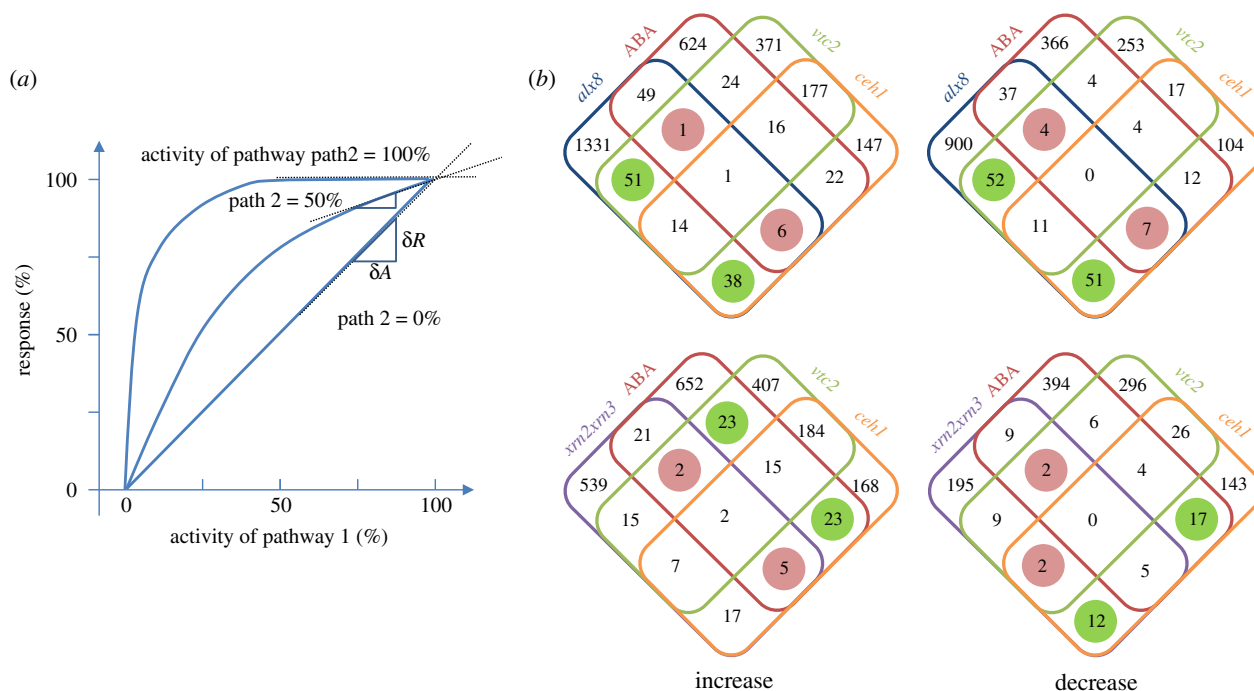 (a)
100
50
0
response (%)
activity of pathway path2 = 100%
path 2 = 50%
δR
δA
path 2 = 0%
0
50
100
activity of pathway 1 (%)
(b)
alx8
ABA
vtc2
ceh1
624
371
49
24
177
1331
1
16
147
51
1
22
14
6
38
alx8
ABA
vtc2
ceh1
366
253
37
4
17
900
4
4
104
52
0
12
11
7
51
xrn2xrn3
ABA
vtc2
ceh1
652
407
21
23
184
539
2
15
168
15
2
23
7
5
17
increase
xrn2xrn3
ABA
vtc2
ceh1
394
296
9
6
26
195
2
4
143
9
0
17
2
5
12
decrease